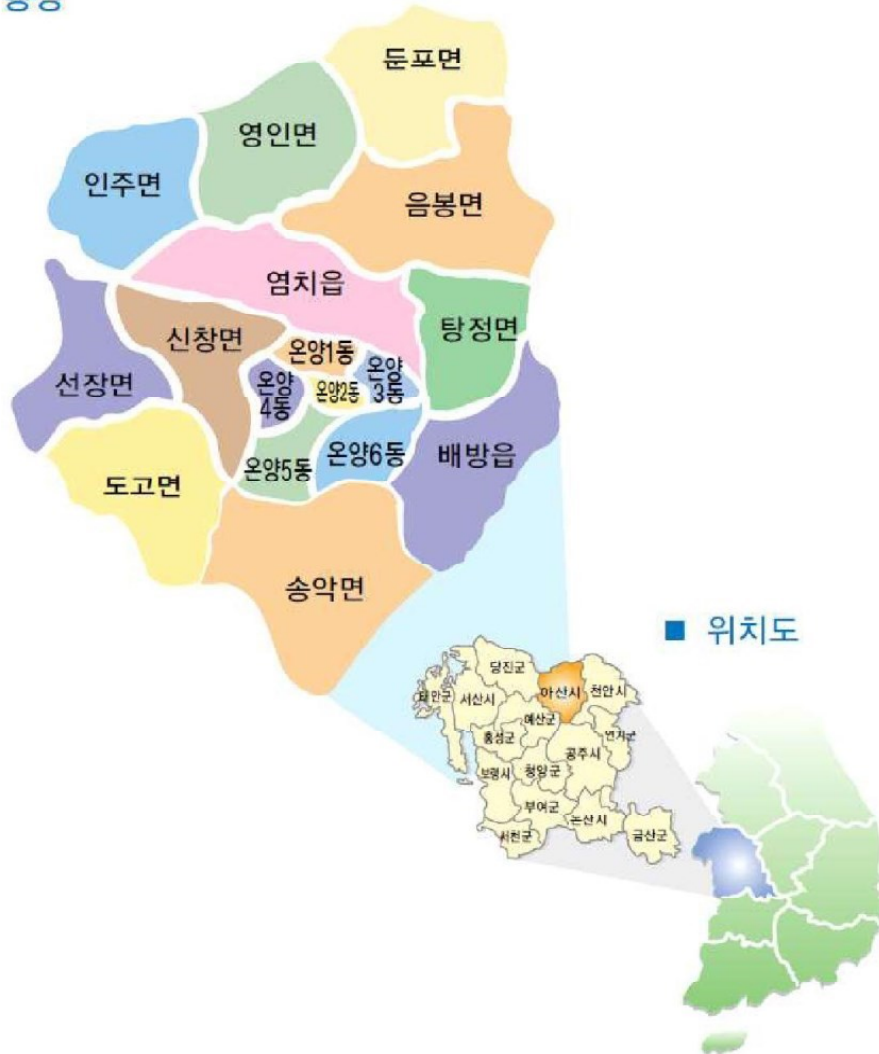 둔포면
영인면
인주면
음봉면
염치읍
신창면
탕정면
선장면
온양1동
온양
3동
온양
4동
온양2동
배방읍
온양6동
온양5동
도고면
송악면
■ 위치도
당진군
아산시
천안시
태안군
서산시
예산군
홍성군
연기군
공주시
보령시
청양군
부여군
논산시
서천군
금산군